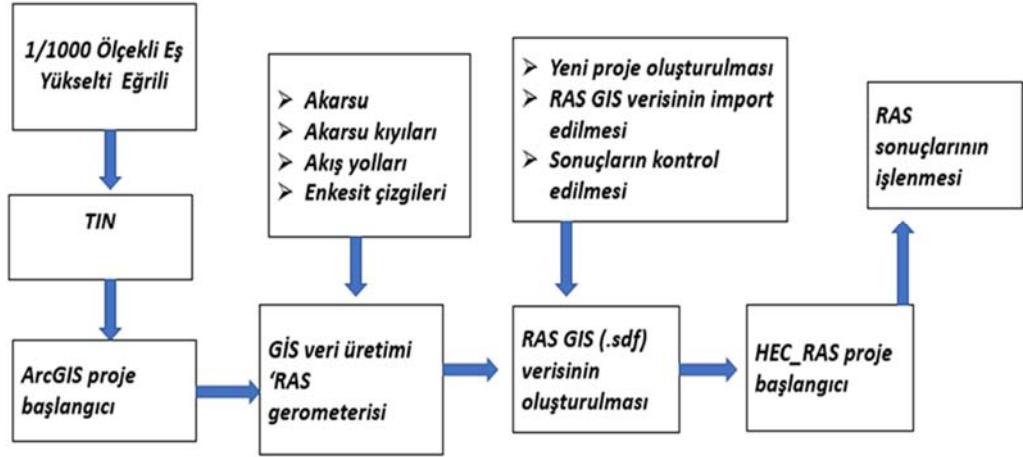 1/1000 Ölçekli Eş
Yükselti Eğrili
TIN
ArcGIS proje
başlangıcı
➢ Akarsu
➢ Akarsu kıyıları
➢ Akış yolları
➢ Enkesit çizgileri
GİS veri üretimi
‘RAS
gerometerisi
➢ Yeni proje oluşturulması
➢ RAS GIS verisinin import
edilmesi
➢ Sonuçların kontrol
edilmesi
RAS GIS (.sdf)
verisinin
oluşturulması
HEC_RAS proje
başlangıcı
RAS
sonuçlarının
işlenmesi